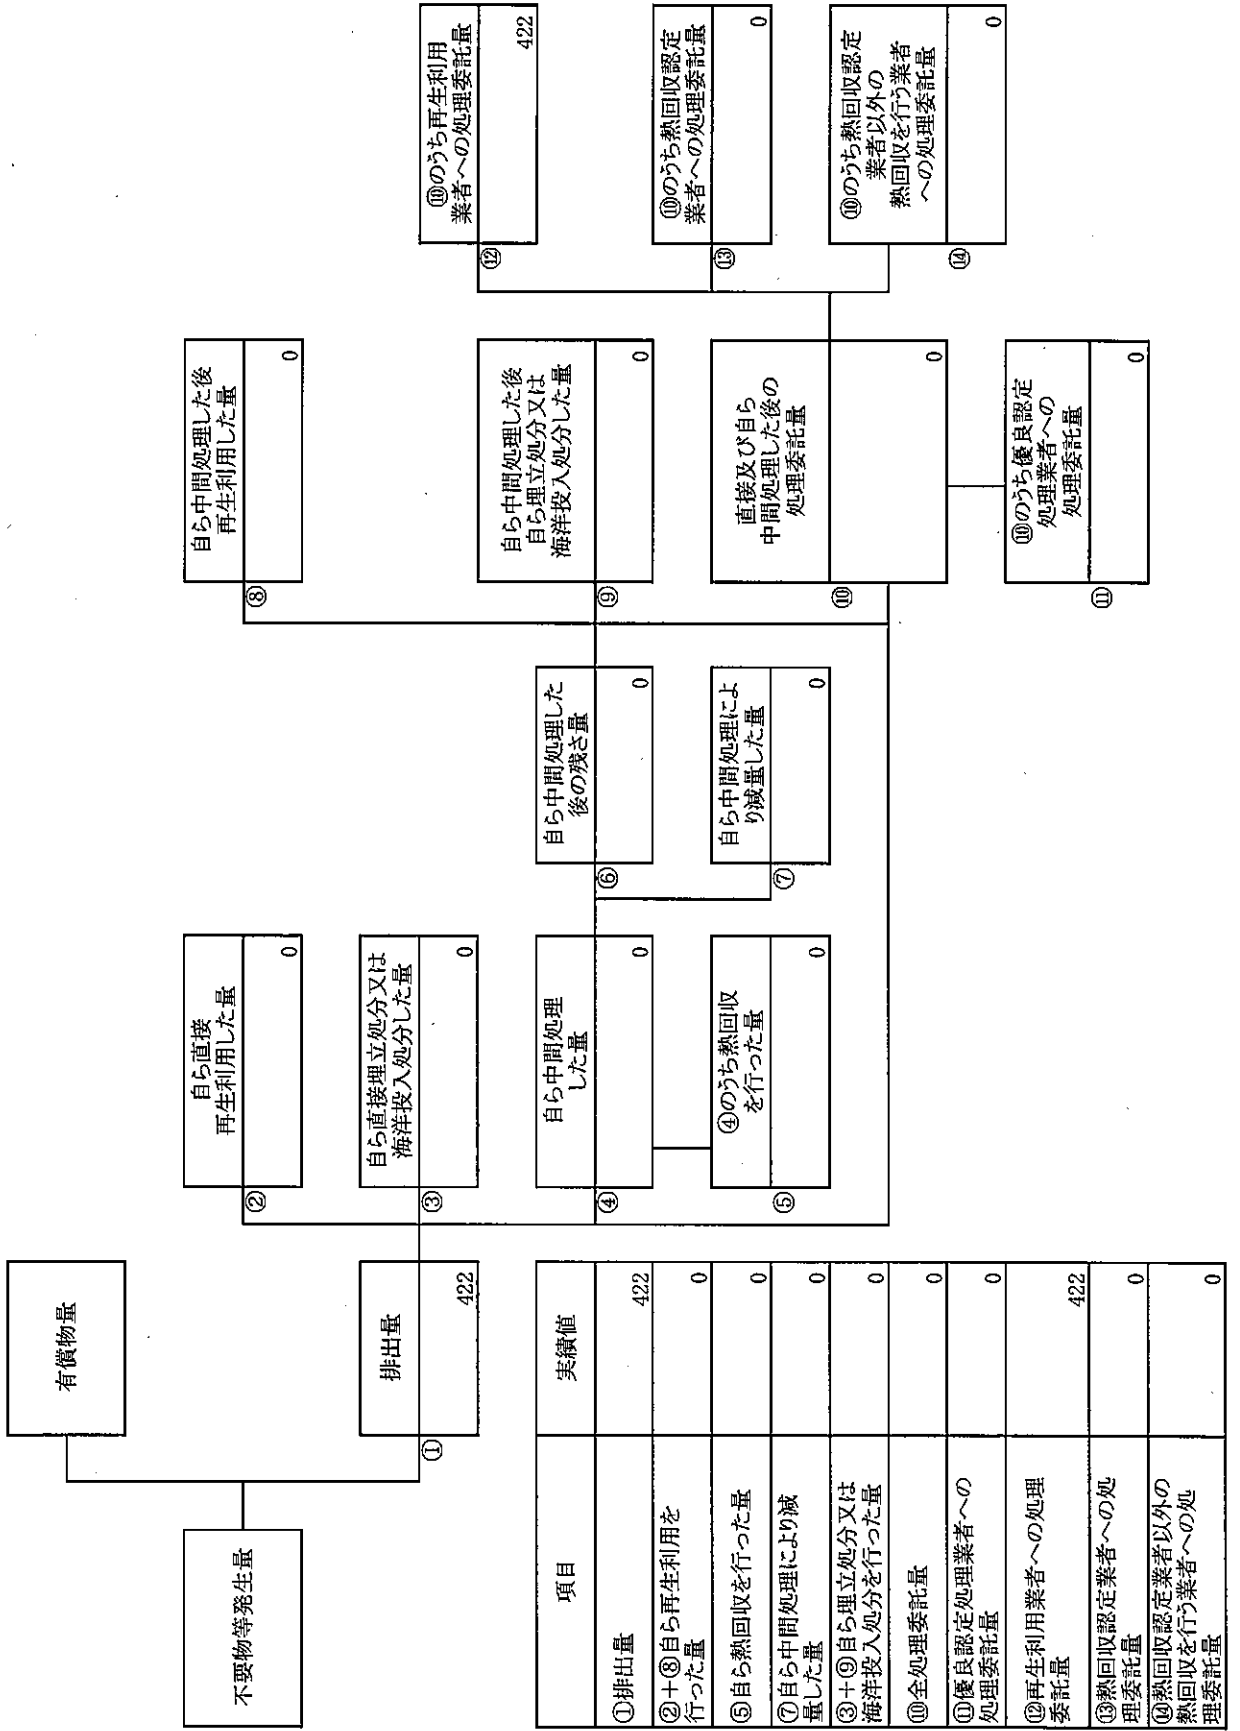 有償物量
不要物等発生量
①
排出量
422
②
自ら直接
再生利用した量
0
③
自ら直接埋立処分又は
海洋投入処分した量
0
④
自ら中間処理
した量
0
⑤
④のうち熱回収
を行った量
0
⑥
自ら中間処理した
後の残さ量
0
⑦
自ら中間処理によ
り減量した量
0
⑧
自ら中間処理した後
再生利用した量
0
⑨
自ら中間処理した後
自ら埋立処分又は
海洋投入処分した量
0
⑩
直接及び自ら
中間処理した後の
処理委託量
0
⑪
⑩のうち優良認定
処理業者への
処理委託量
0
⑫
⑩のうち再生利用
業者への処理委託量
422
⑬
⑩のうち熱回収認定
業者への処理委託量
0
⑭
⑩のうち熱回収認定
業者以外の
熱回収を行う業者
への処理委託量
0
項目 実績値
①排出量 422
②+⑧自ら再生利用を
行った量 0
⑤自ら熱回収を行った量 0
⑦自ら中間処理により減
量した量 0
③+⑨自ら埋立処分又は
海洋投入処分を行った量 0
⑩全処理委託量 0
⑪優良認定処理業者への
処理委託量 0
⑫再生利用業者への処理
委託量 422
⑬熱回収認定業者への処
理委託量 0
⑭熱回収認定業者以外の
熱回収を行う業者への処
理委託量 0